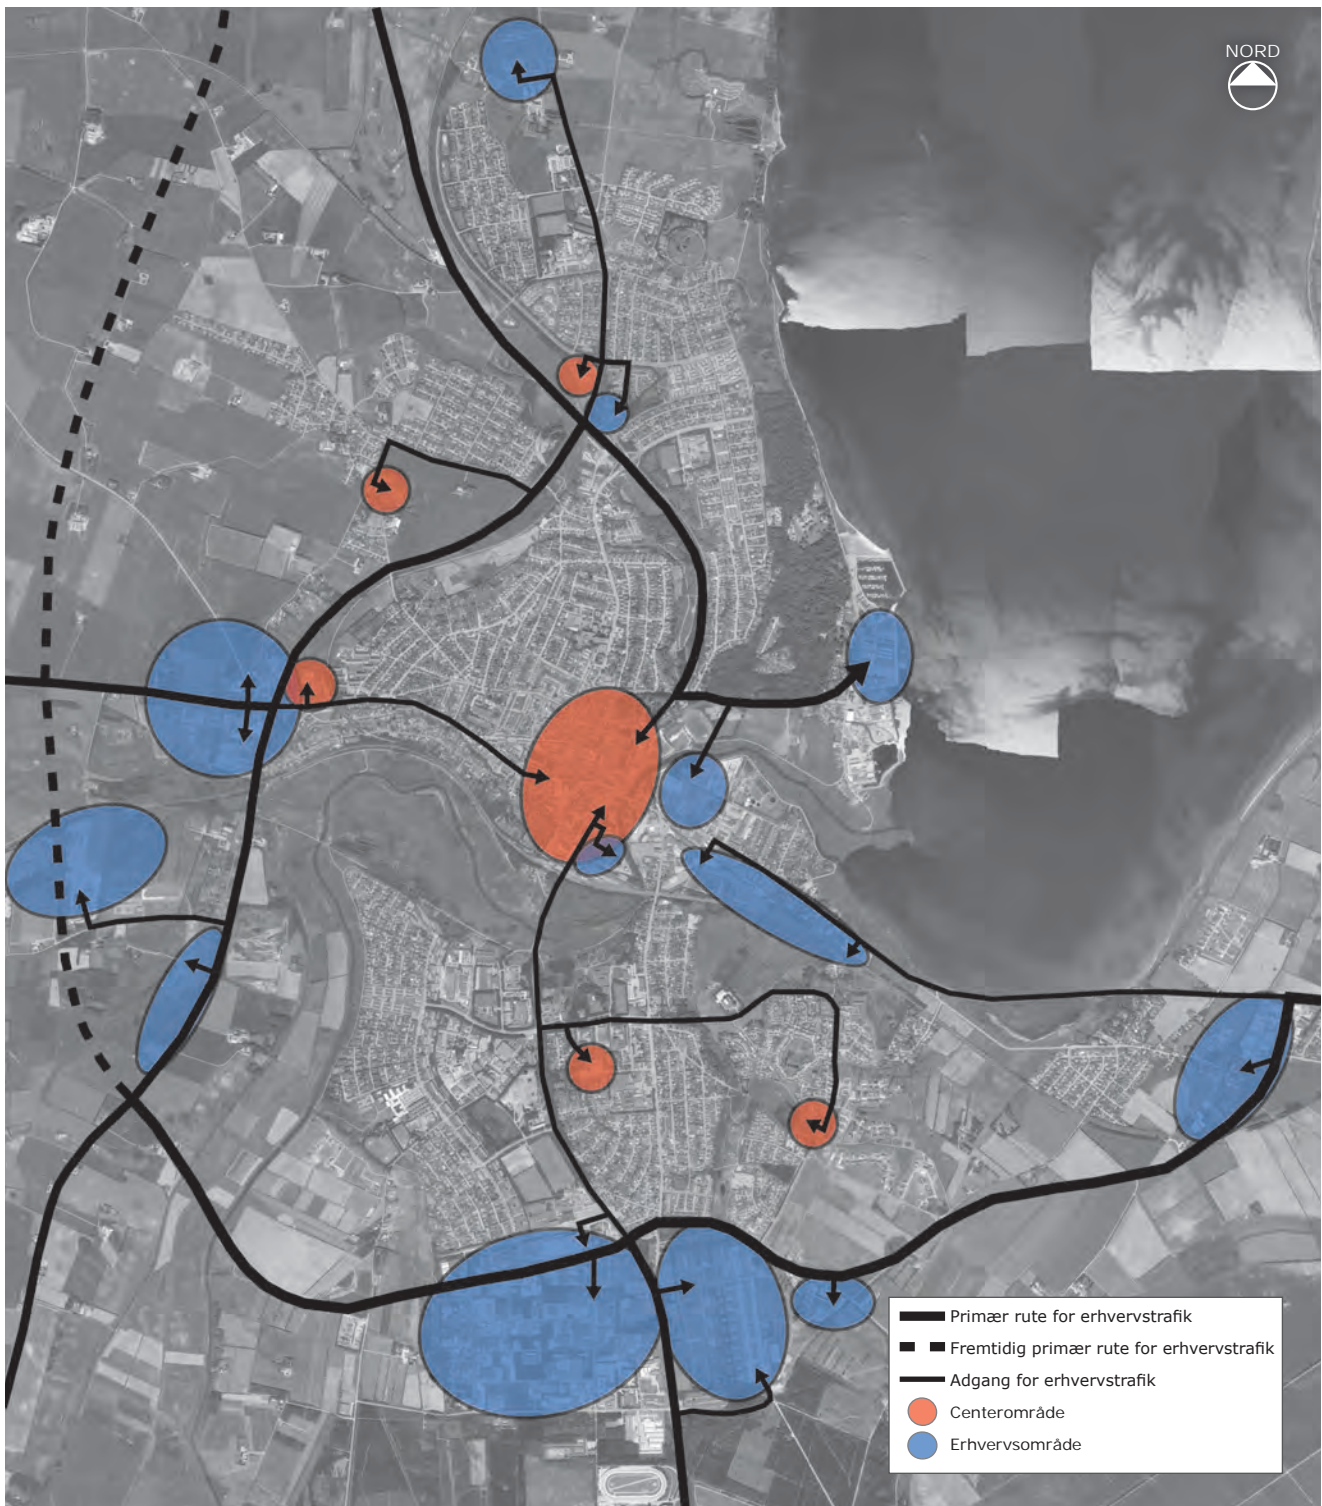 NORD
Primær rute for erhvervstrafik
Fremtidig primær rute for erhvervstrafik
Adgang for erhvervstrafik
Centerområde
Erhvervsområde